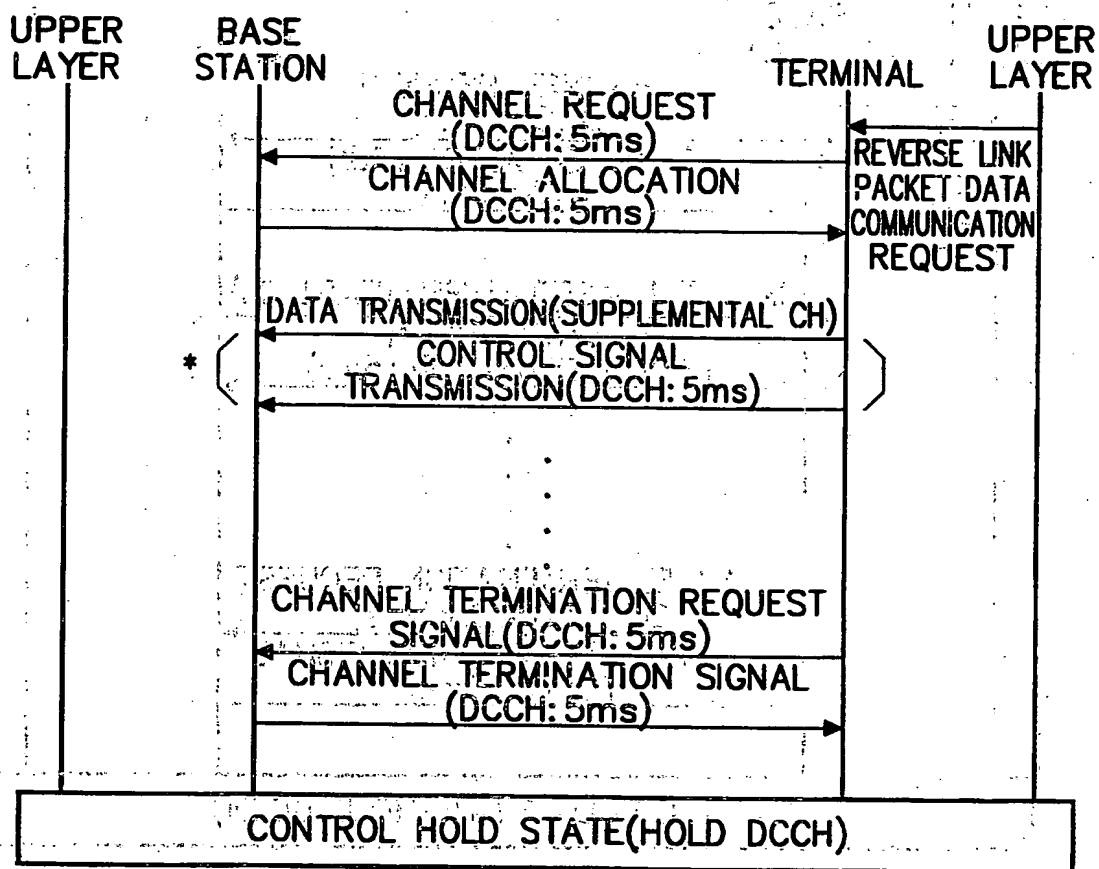 UPPER
LAYER
BASE
STATION
TERMINAL
UPPER
LAYER
CHANNEL REQUEST
(DCCH: 5ms)
REVERSE LINK
PACKET DATA
COMMUNICATION
REQUEST
CHANNEL ALLOCATION
(DCCH: 5ms)
DATA TRANSMISSION(SUPPLEMENTAL CH)
*
CONTROL SIGNAL
TRANSMISSION(DCCH: 5ms)
CHANNEL TERMINATION REQUEST
SIGNAL(DCCH: 5ms)
CHANNEL TERMINATION SIGNAL
(DCCH: 5ms)
CONTROL HOLD STATE(HOLD DCCH)